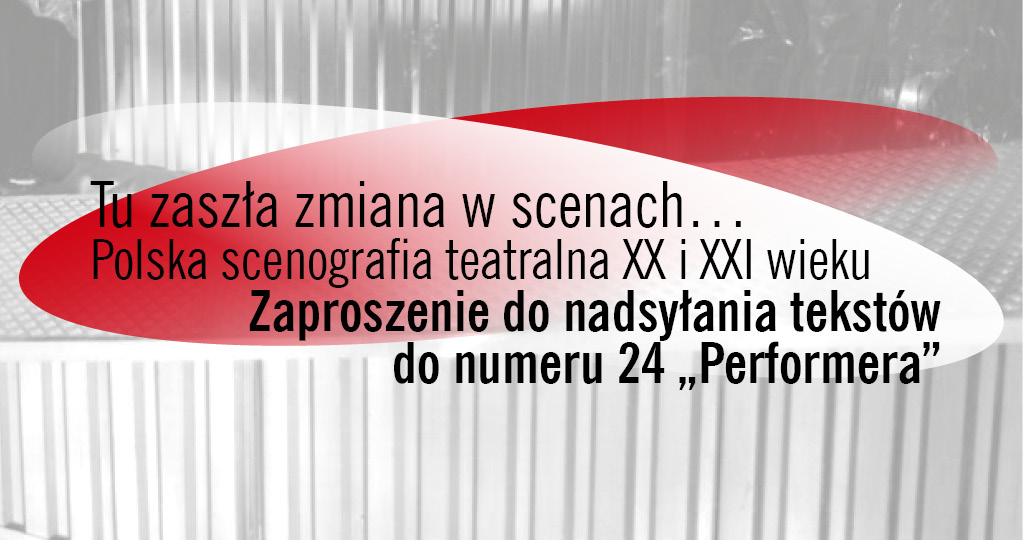 Tu zaszła zmiana w scenach...
Polska scenografia teatralna XX i XXI wieku
Zaproszenie do nadsyłania tekstów
do numeru 24 „Performera”